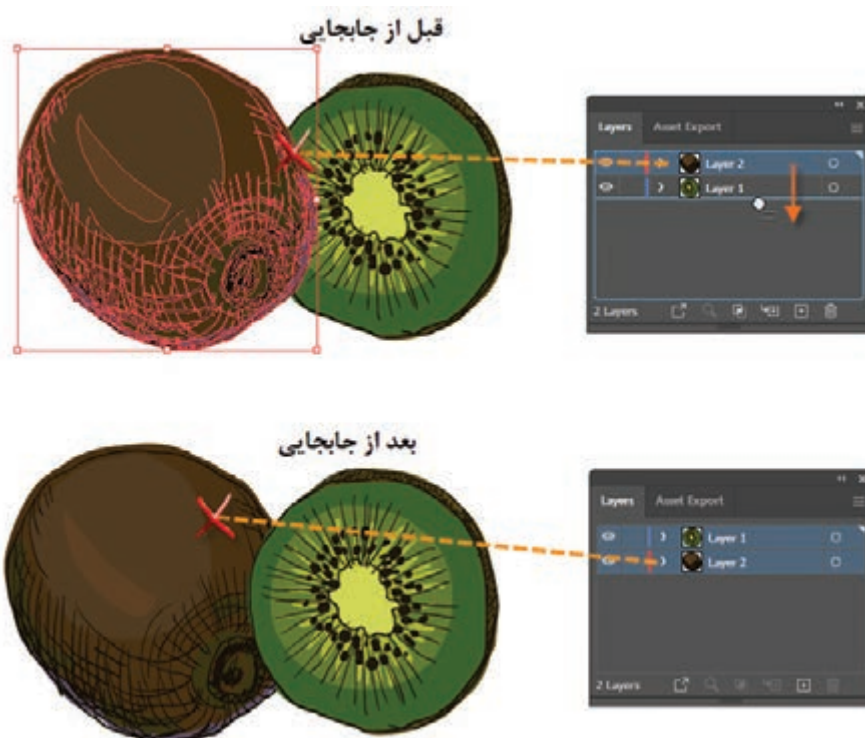 قبل از جابجایی
Layers Asset Export
Layer 2
Layer 1
2 Layers
بعد از جابجایی
Layers Asset Export
Layer 1
Layer 2
2 Layers